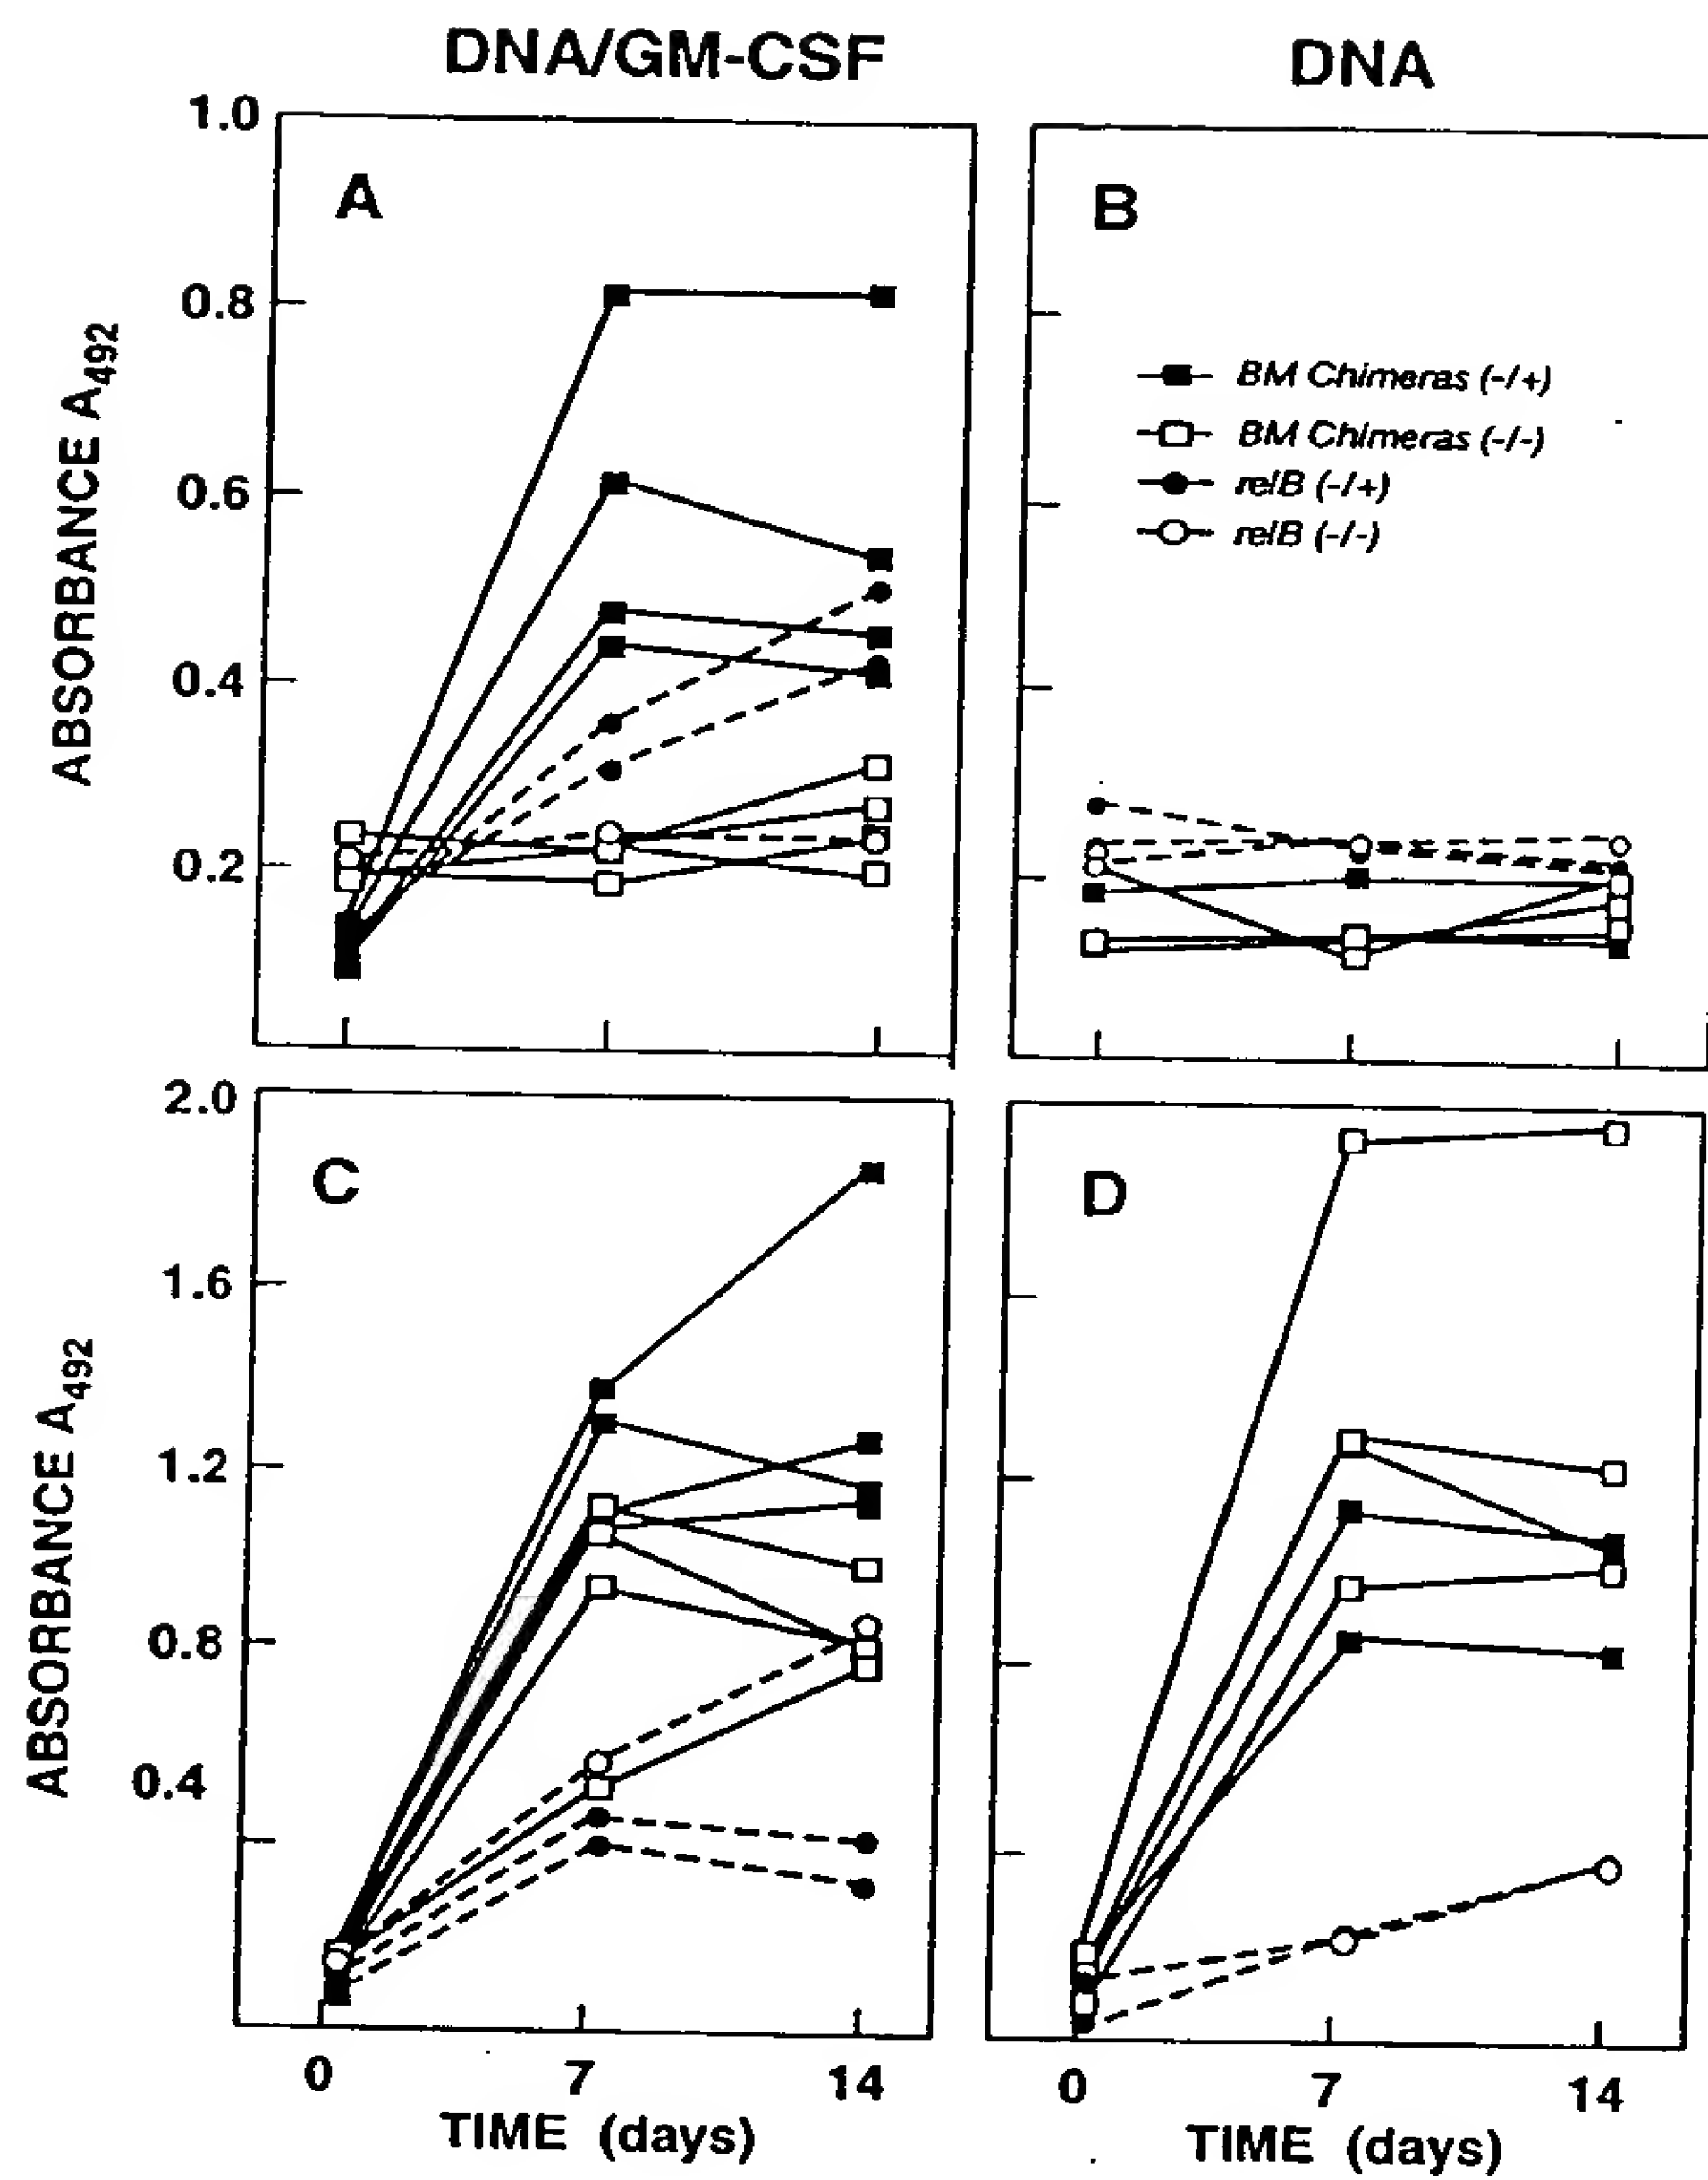 DNA/GM-CSF
DNA
1.0
A
B
0.8
0.6
0.4
0.2
ABSORBANCE A492
BM Chimeras (-/+)
BM Chimeras (-/-)
relB (-/+)
relB (-/-)
2.0
C
D
1.6
1.2
0.8
0.4
ABSORBANCE A492
0 7 14
0 7 14
TIME (days)
TIME (days)